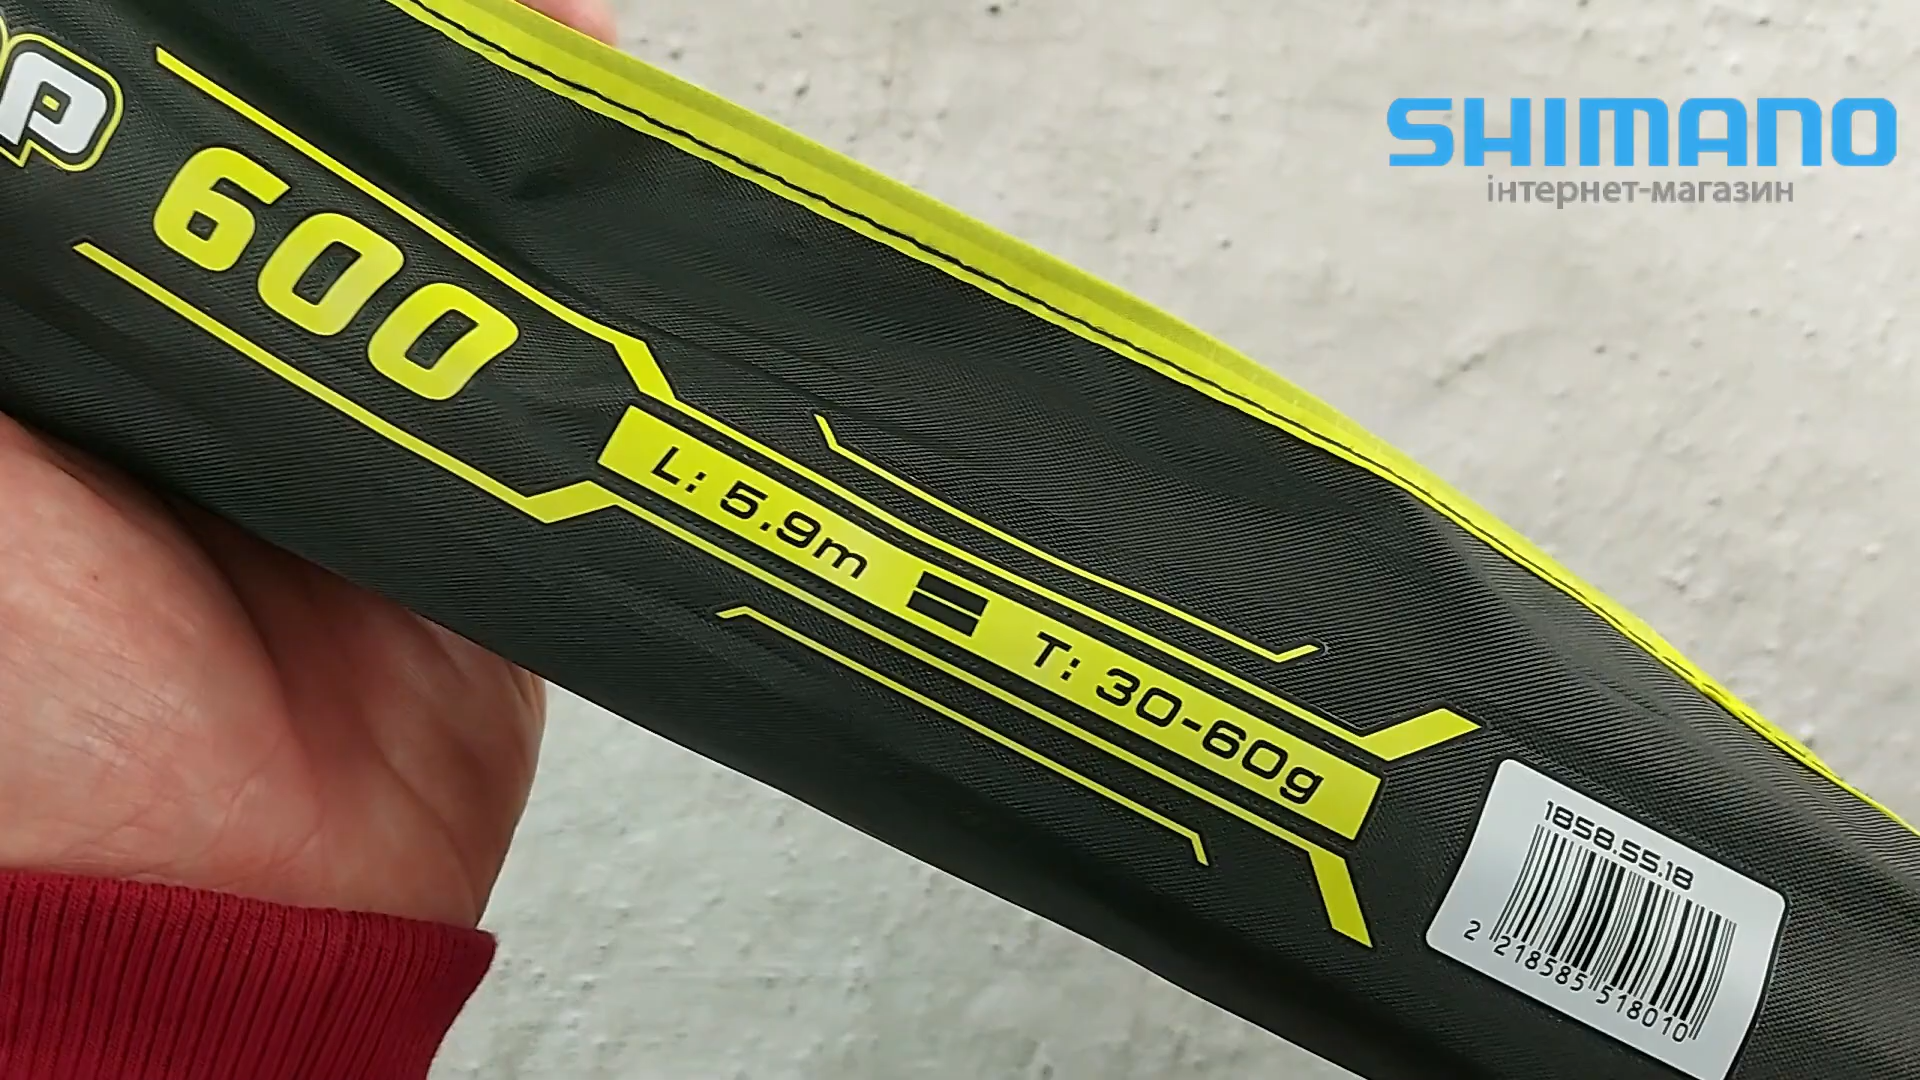 SHIMANO
інтернет-магазин
600
L: 5.9m
T: 30-60g
1858.55.18
2 218585 518010